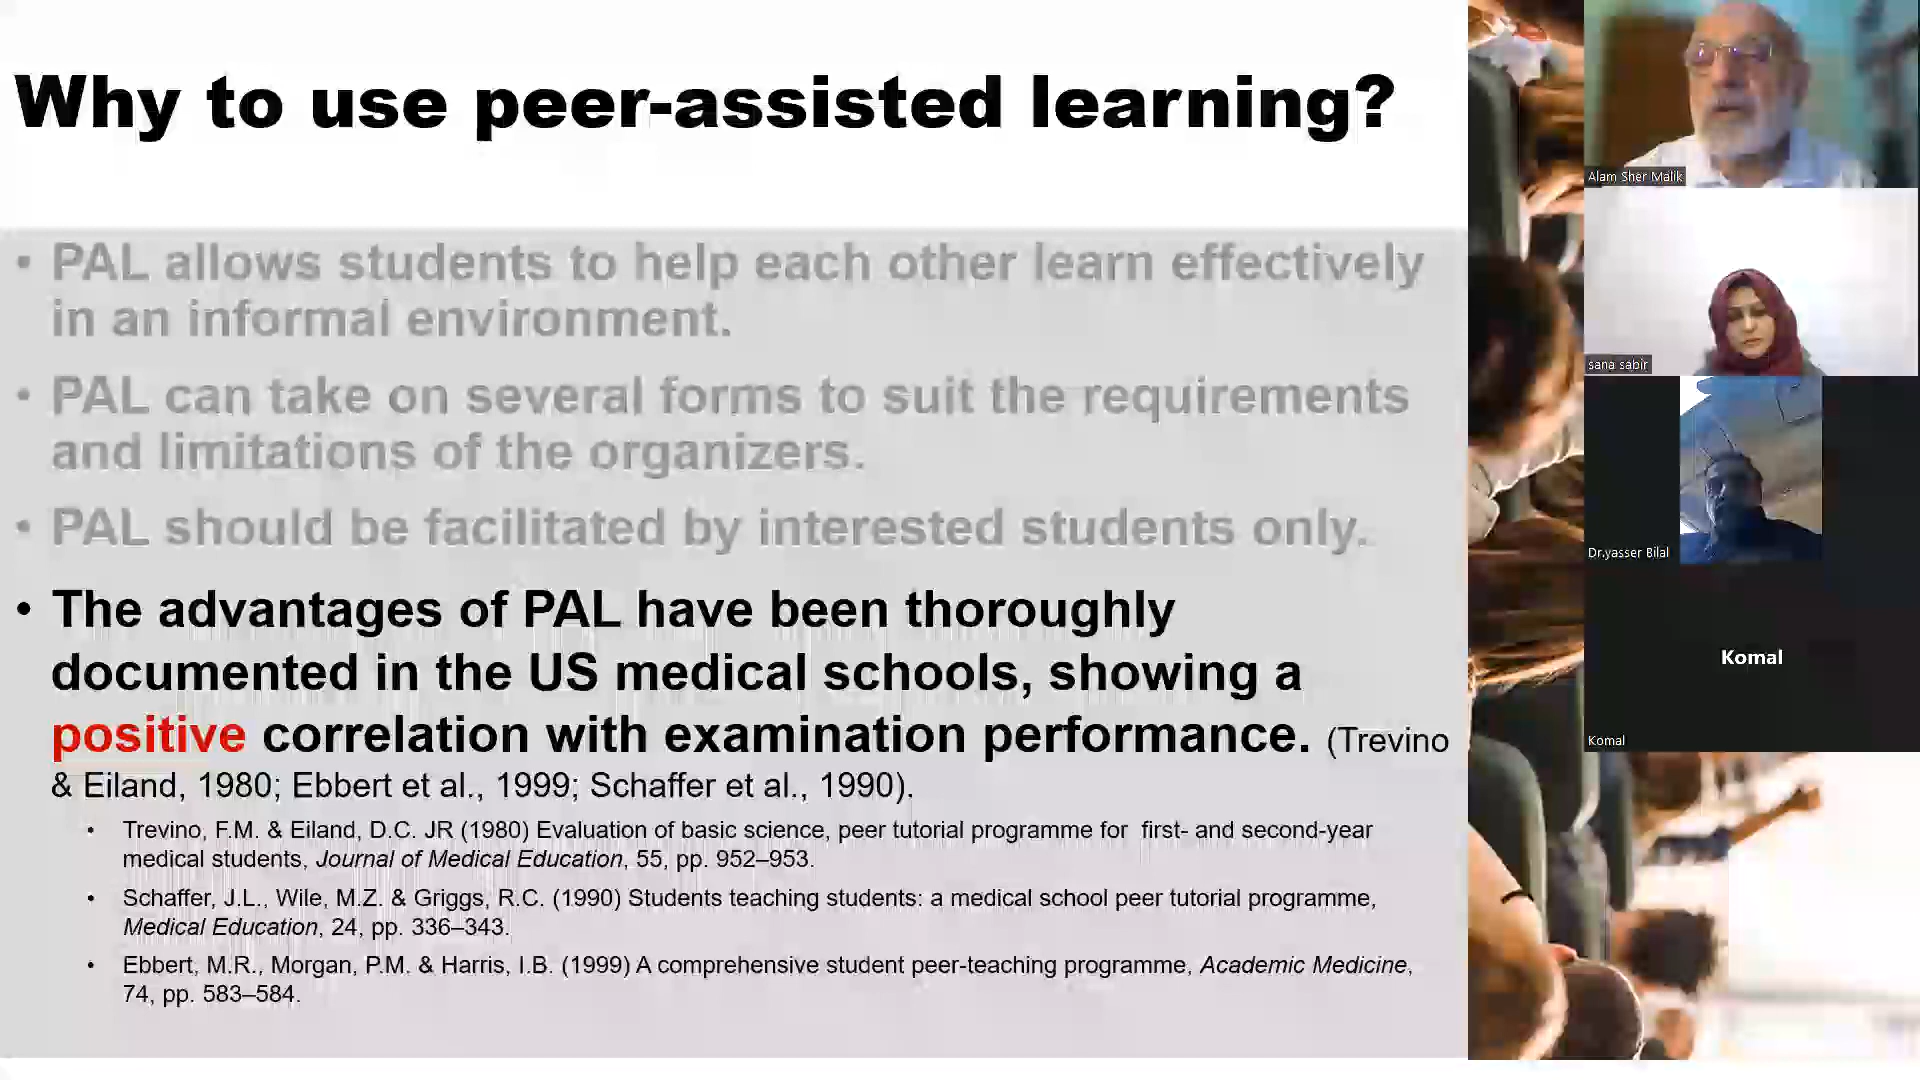 Why to use peer-assisted learning?
• PAL allows students to help each other learn effectively
in an informal environment.
• PAL can take on several forms to suit the requirements
and limitations of the organizers.
• PAL should be facilitated by interested students only.
• The advantages of PAL have been thoroughly
documented in the US medical schools, showing a
positive correlation with examination performance. (Trevino
& Eiland, 1980; Ebbert et al., 1999; Schaffer et al., 1990).
• Trevino, F.M. & Eiland, D.C. JR (1980) Evaluation of basic science, peer tutorial programme for first- and second-year
medical students, Journal of Medical Education, 55, pp. 952–953.
• Schaffer, J.L., Wile, M.Z. & Griggs, R.C. (1990) Students teaching students: a medical school peer tutorial programme,
Medical Education, 24, pp. 336–343.
• Ebbert, M.R., Morgan, P.M. & Harris, I.B. (1999) A comprehensive student peer-teaching programme, Academic Medicine,
74, pp. 583–584.
Alam Sher Malik
sana sabir
Dr.yasser Bilal
Komal
Komal